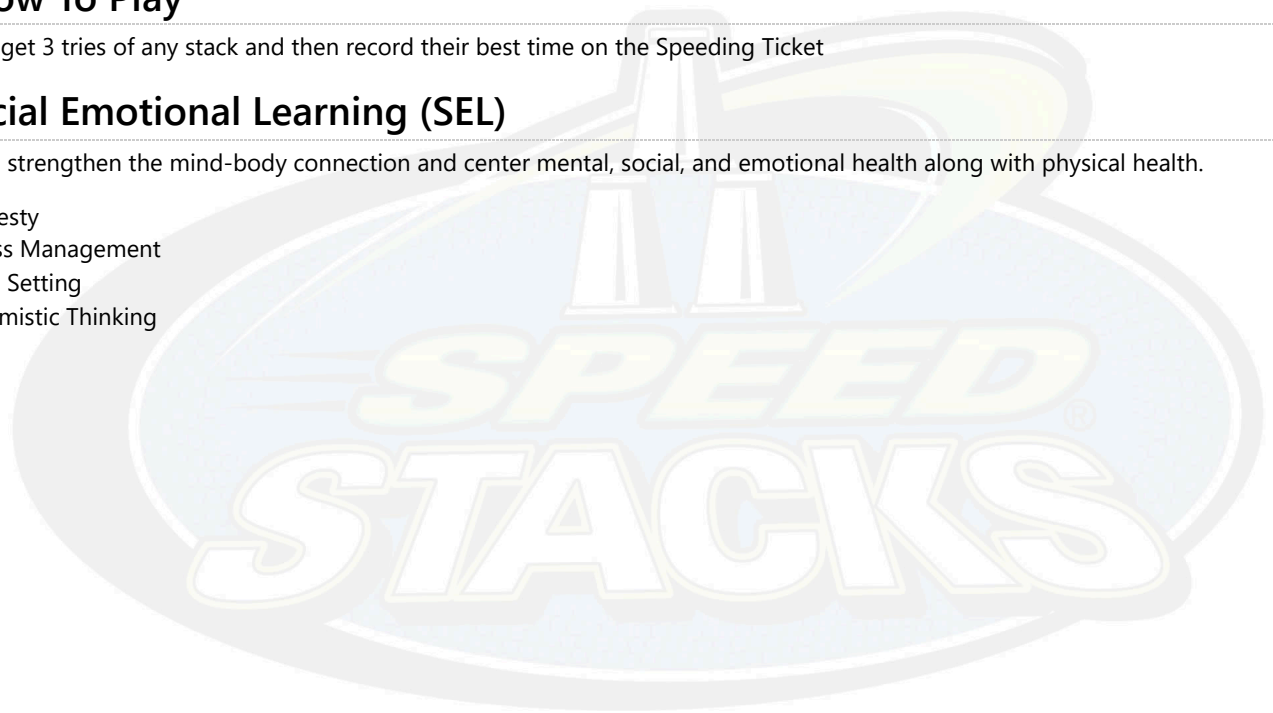 ow To Play
get 3 tries of any stack and then record their best time on the Speeding Ticket
cial Emotional Learning (SEL)
strengthen the mind-body connection and center mental, social, and emotional health along with physical health.
esty
ss Management
Setting
mistic Thinking
SPEED
®
STACKS